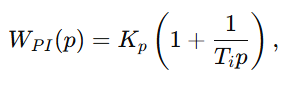 W_{PI}(p) = K_p \left( 1 + \frac{1}{T_i p} \right),